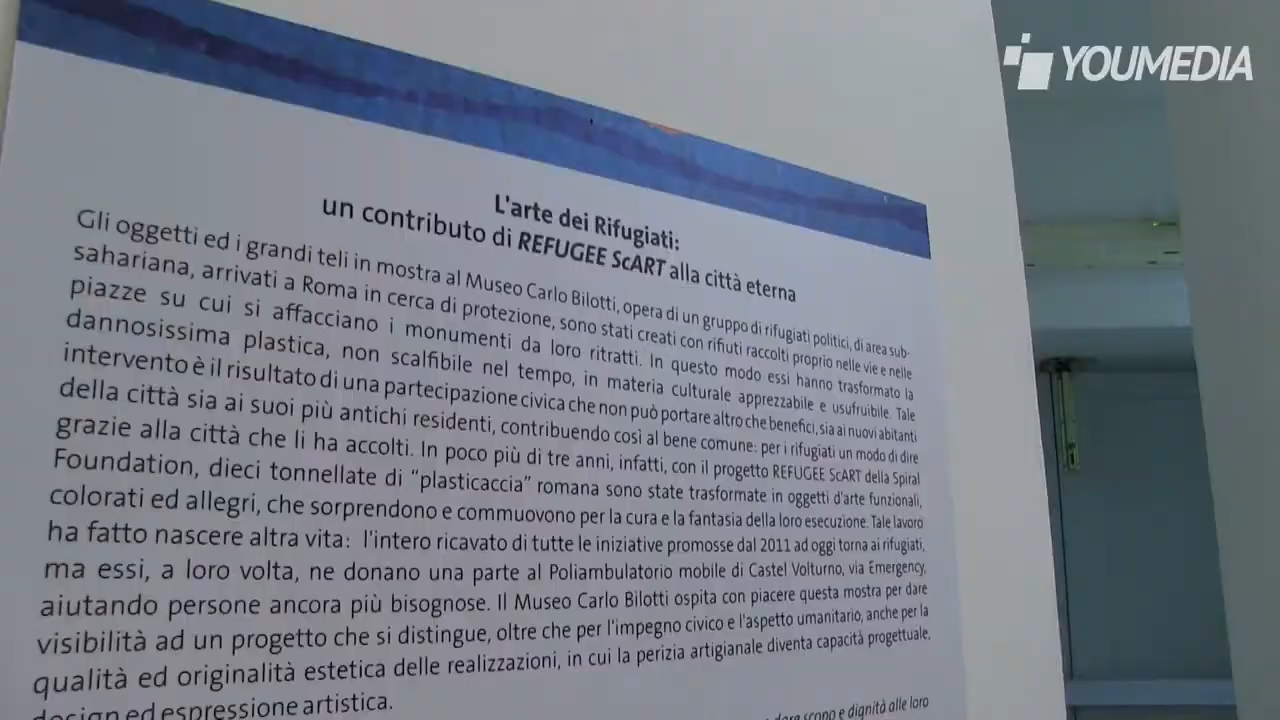 YOUMEDIA
L'arte dei Rifugiati:
un contributo di REFUGEE ScART alla città eterna
Gli oggetti ed i grandi teli in mostra al Museo Carlo Bilotti, opera di un gruppo di rifugiati politici, di area sub-
sahariana, arrivati a Roma in cerca di protezione, sono stati creati con rifiuti raccolti proprio nelle vie e nelle
piazze su cui si affacciano i monumenti da loro ritratti. In questo modo essi hanno trasformato la
dannosissima plastica, non scalfibile nel tempo, in materia culturale apprezzabile e usufruibile. Tale
intervento è il risultato di una partecipazione civica che non può portare altro che benefici, sia ai nuovi abitanti
della città sia ai suoi più antichi residenti, contribuendo così al bene comune: per i rifugiati un modo di dire
grazie alla città che li ha accolti. In poco più di tre anni, infatti, con il progetto REFUGEE ScART della Spiral
Foundation, dieci tonnellate di “plasticaccia” romana sono state trasformate in oggetti d'arte funzionali,
colorati ed allegri, che sorprendono e commuovono per la cura e la fantasia della loro esecuzione. Tale lavoro
ha fatto nascere altra vita: l'intero ricavato di tutte le iniziative promosse dal 2011 ad oggi torna ai rifugiati,
ma essi, a loro volta, ne donano una parte al Poliambulatorio mobile di Castel Volturno, via Emergency,
aiutando persone ancora più bisognose. Il Museo Carlo Bilotti ospita con piacere questa mostra per dare
visibilità ad un progetto che si distingue, oltre che per l'impegno civico e l'aspetto umanitario, anche per la
qualità ed originalità estetica delle realizzazioni, in cui la perizia artigianale diventa capacità progettuale,
design ed espressione artistica.
dare scopo e dignità alle loro